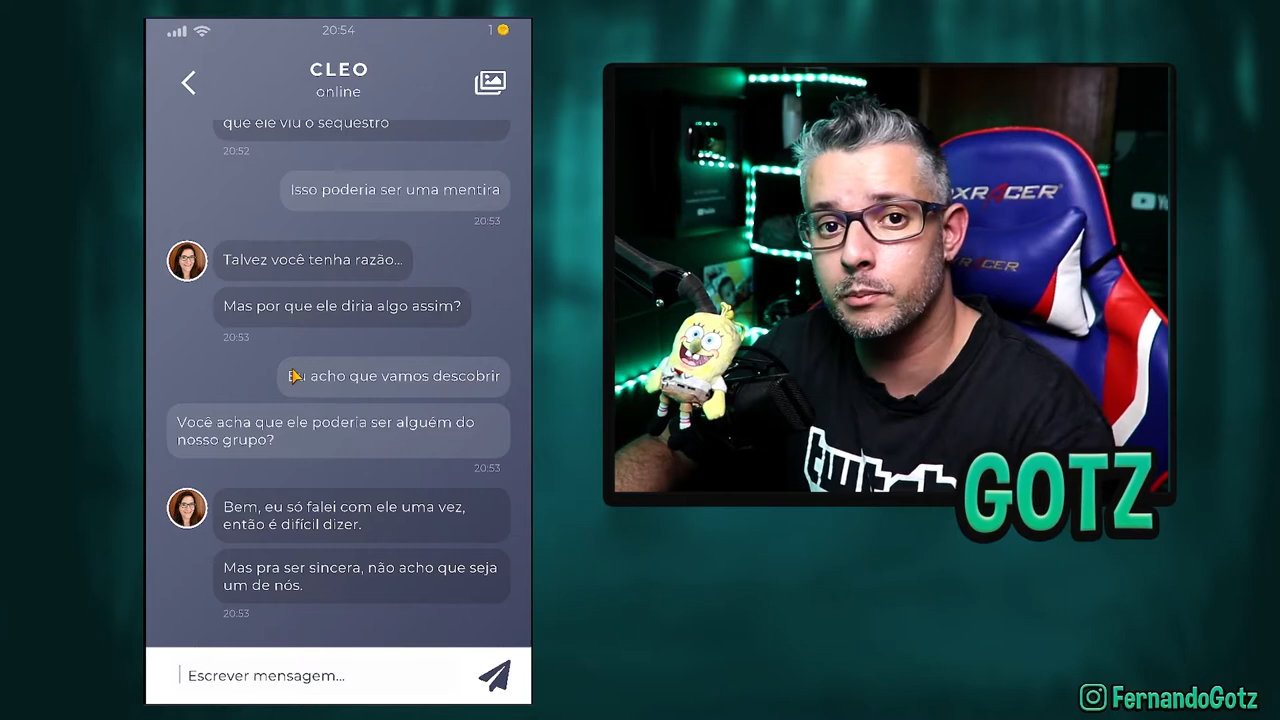 20:54
1
CLEO
online
que ele viu o sequestro
20:52
Isso poderia ser uma mentira
20:53
Talvez você tenha razão...
Mas por que ele diria algo assim?
20:53
Eu acho que vamos descobrir
Você acha que ele poderia ser alguém do
nosso grupo?
20:53
Bem, eu só falei com ele uma vez,
então é difícil dizer.
Mas pra ser sincera, não acho que seja
um de nós.
20:53
Escrever mensagem...
DXRACER
twitch
GOTZ
FernandoGotz